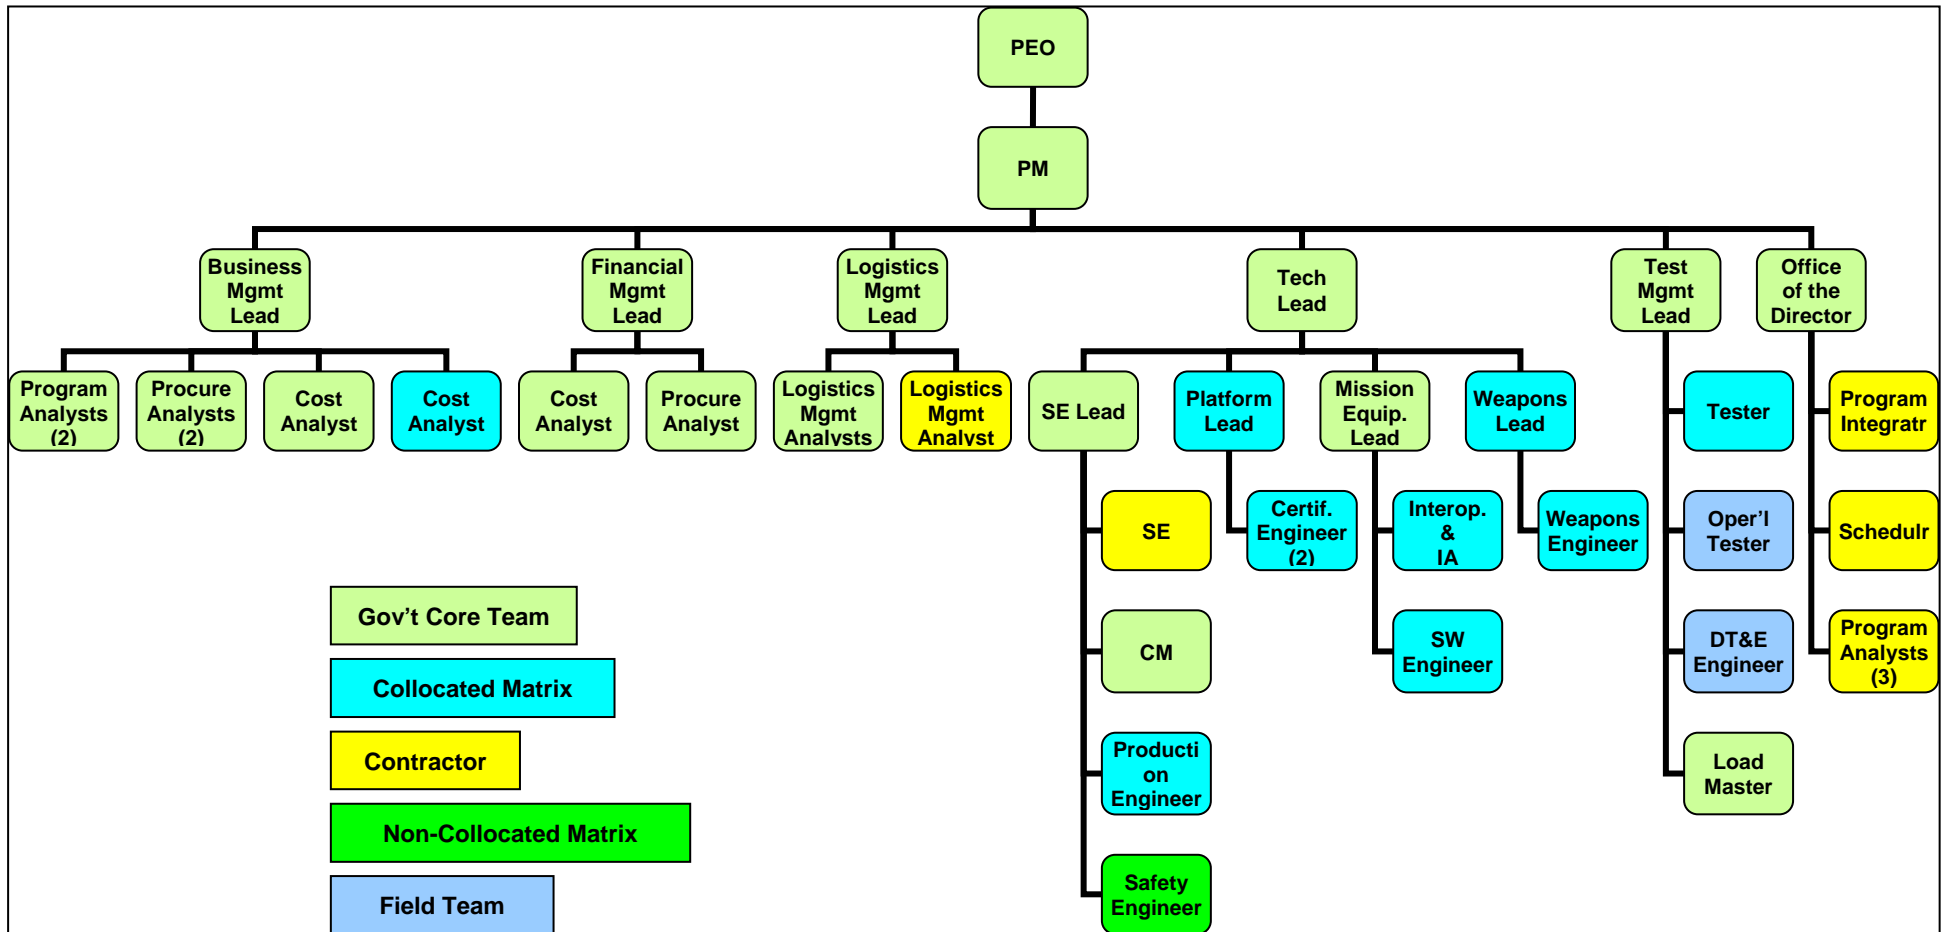 PEO
PM
Business
Mgmt
Lead
Financial
Mgmt
Lead
Logistics
Mgmt
Lead
Tech
Lead
Test
Mgmt
Lead
Office
of the
Director
Program
Analysts
(2)
Procure
Analysts
(2)
Cost
Analyst
Cost
Analyst
Cost
Analyst
Procure
Analyst
Logistics
Mgmt
Analysts
Logistics
Mgmt
Analyst
SE Lead
Platform
Lead
Mission
Equip.
Lead
Weapons
Lead
Tester
Program
Integratr
SE
Certif.
Engineer
(2)
Interop.
&
IA
Weapons
Engineer
Oper'l
Tester
Schedulr
CM
SW
Engineer
DT&E
Engineer
Program
Analysts
(3)
Producti
on
Engineer
Load
Master
Safety
Engineer
Gov't Core Team
Collocated Matrix
Contractor
Non-Collocated Matrix
Field Team